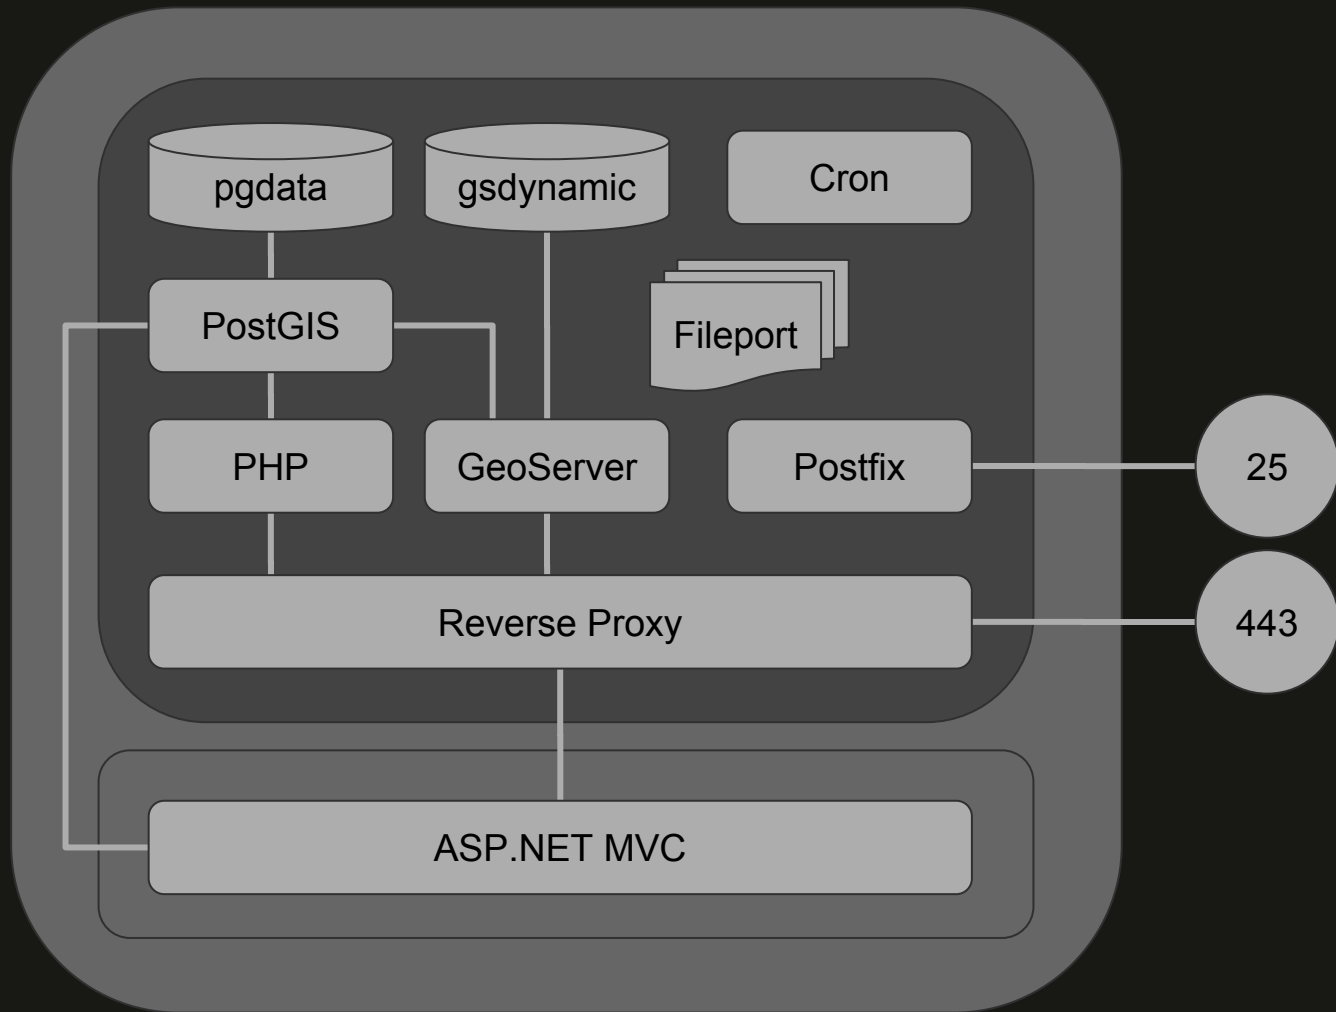 pgdata
gsdynamic
Cron
PostGIS
Fileport
PHP
GeoServer
Postfix
25
Reverse Proxy
443
ASP.NET MVC